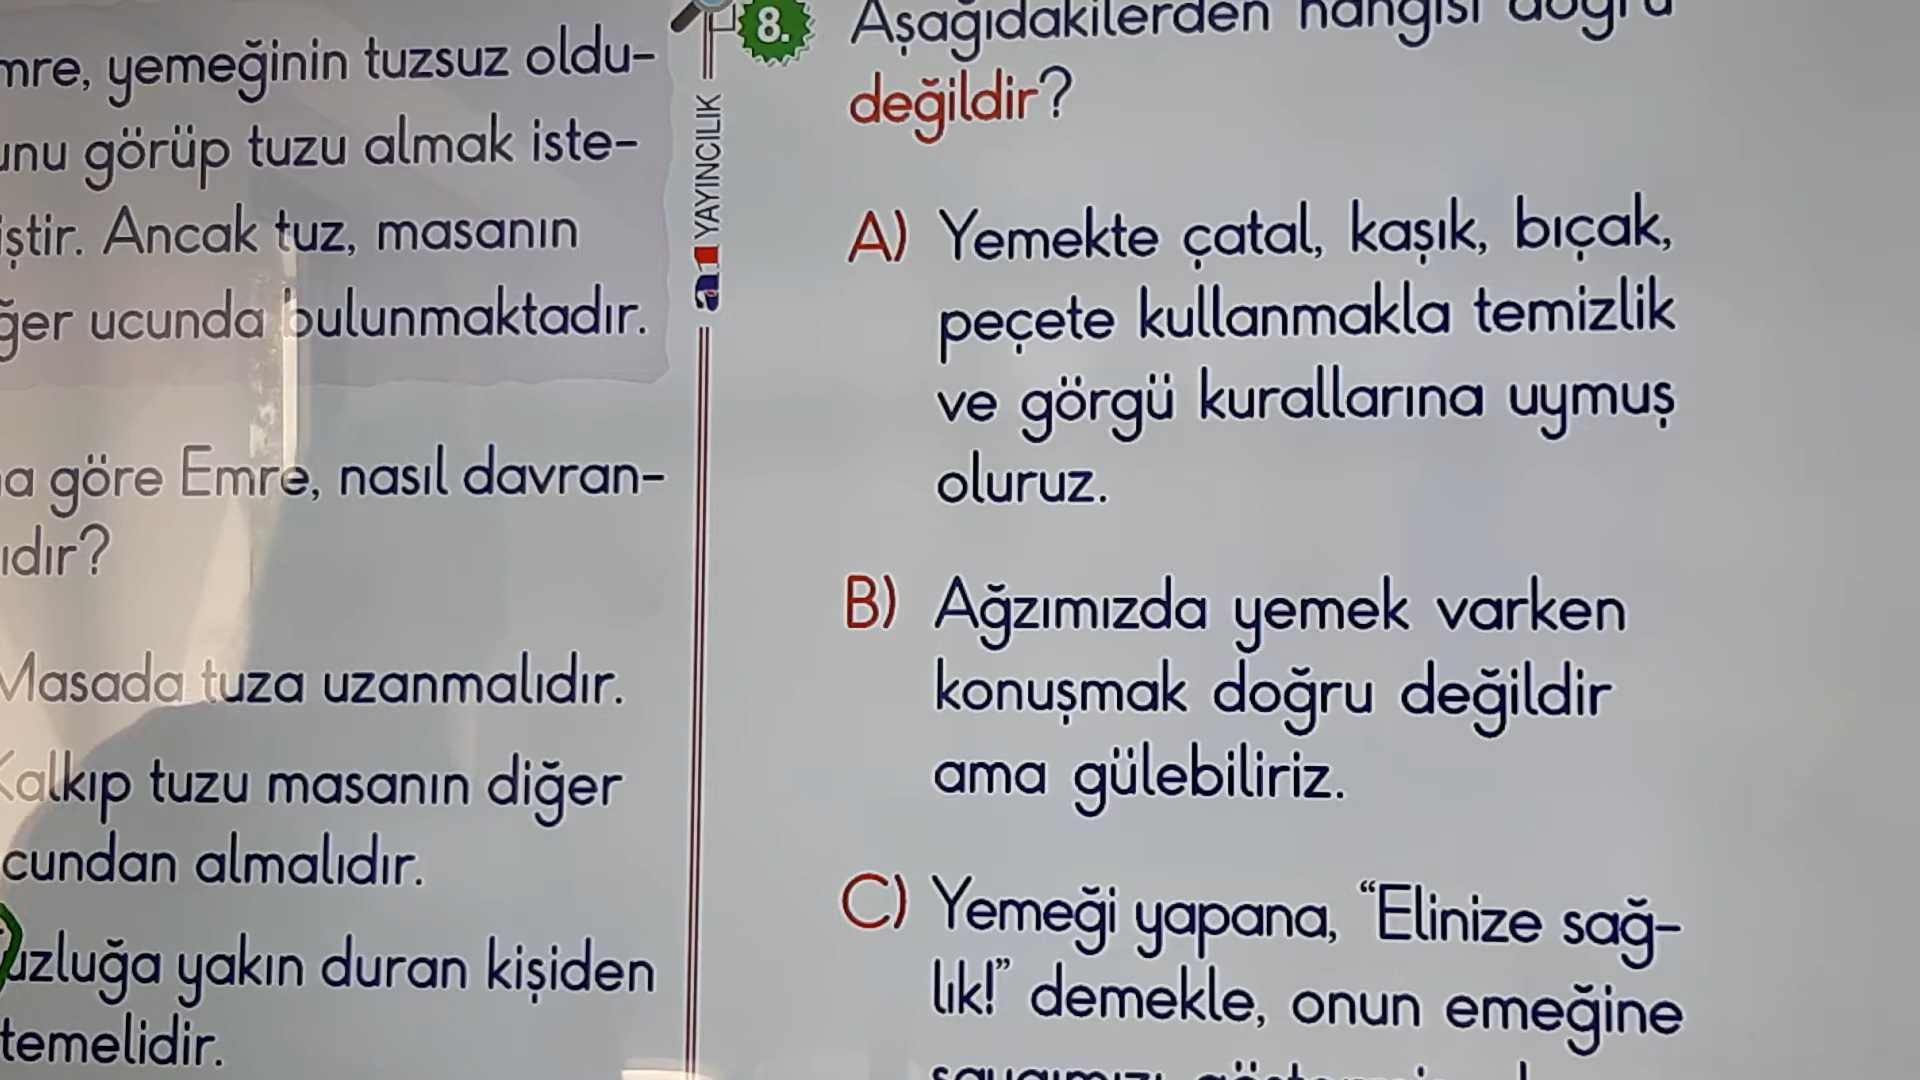 mre, yemeğinin tuzsuz oldu-
unu görüp tuzu almak iste-
iştir. Ancak tuz, masanın
ğer ucunda bulunmaktadır.
a göre Emre, nasıl davran-
ıdır?
Masada tuza uzanmalıdır.
Kalkıp tuzu masanın diğer
cundan almalıdır.
uzluğa yakın duran kişiden
temelidir.
a1 YAYINCILIK
8. Aşağıdakilerden hangisi doğru
değildir?
A) Yemekte çatal, kaşık, bıçak,
peçete kullanmakla temizlik
ve görgü kurallarına uymuş
oluruz.
B) Ağzımızda yemek varken
konuşmak doğru değildir
ama gülebiliriz.
C) Yemeği yapana, “Elinize sağ-
lık!” demekle, onun emeğine